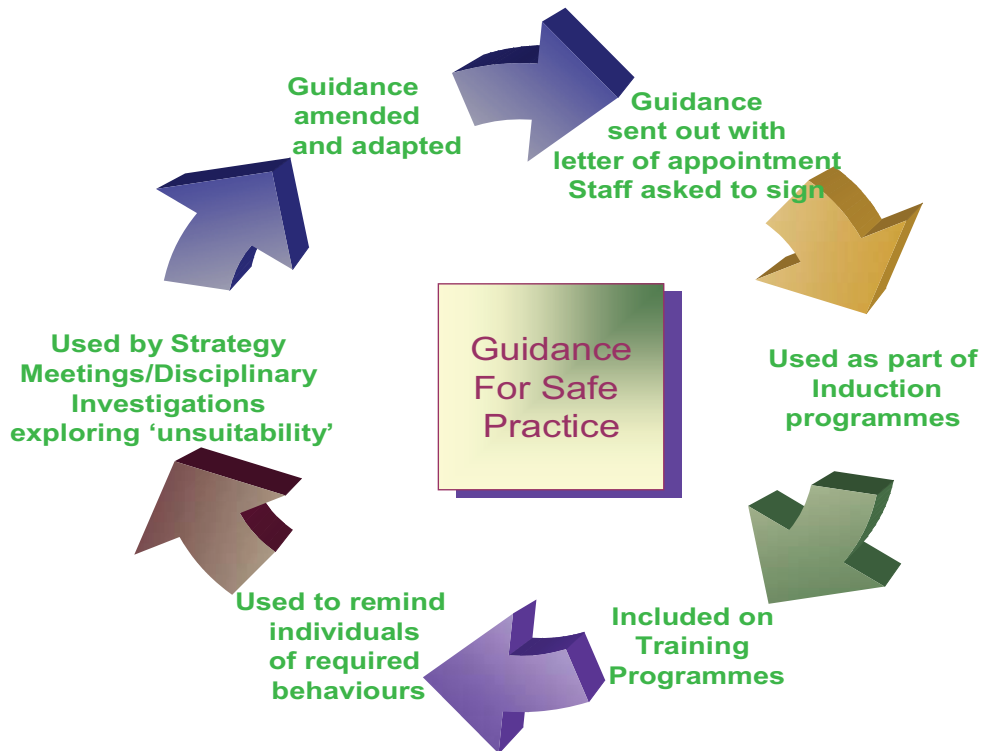 Guidance
amended
and adapted
Guidance
sent out with
letter of appointment
Staff asked to sign
Used as part of
Induction
programmes
Included on
Training
Programmes
Used to remind
individuals
of required
behaviours
Used by Strategy
Meetings/Disciplinary
Investigations
exploring ‘unsuitability’
Guidance
For Safe
Practice